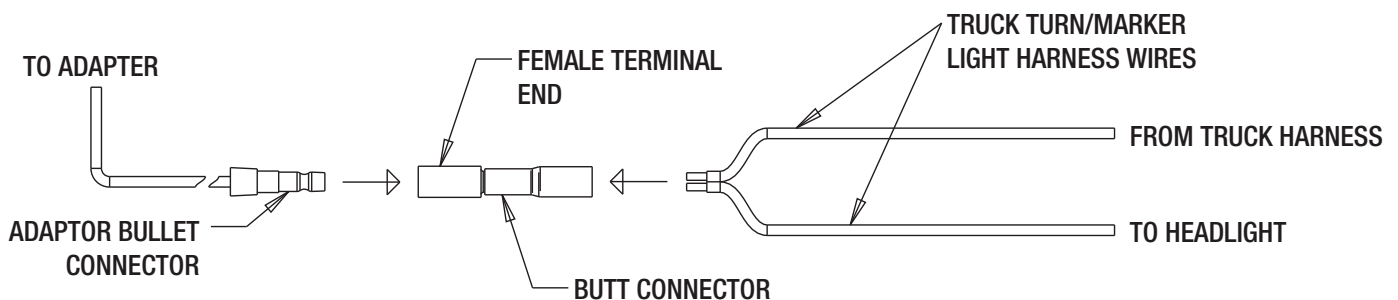 TO ADAPTER
FEMALE TERMINAL
END
TRUCK TURN/MARKER
LIGHT HARNESS WIRES
FROM TRUCK HARNESS
ADAPTOR BULLET
CONNECTOR
TO HEADLIGHT
BUTT CONNECTOR